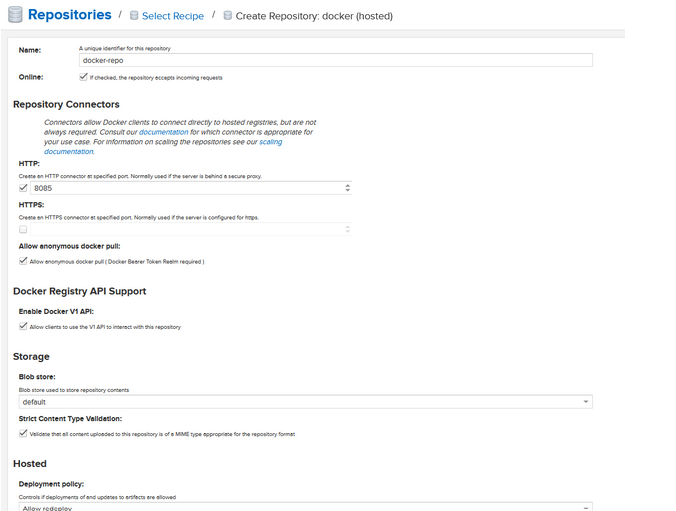 Repositories / Select Recipe / Create Repository: docker (hosted)
Name:
A unique identifier for this repository
docker-repo
Online:
If checked, the repository accepts incoming requests
Repository Connectors
Connectors allow Docker clients to connect directly to hosted registries, but are not
always required. Consult our documentation for which connector is appropriate for
your use case. For information on scaling the repositories see our scaling
documentation.
HTTP:
Create an HTTP connector at specified port. Normally used if the server is behind a secure proxy.
8085
HTTPS:
Create an HTTPS connector at specified port. Normally used if the server is configured for https.
Allow anonymous docker pull:
Allow anonymous docker pull ( Docker Bearer Token Realm required )
Docker Registry API Support
Enable Docker V1 API:
Allow clients to use the V1 API to interact with this repository
Storage
Blob store:
Blob store used to store repository contents
default
Strict Content Type Validation:
Validate that all content uploaded to this repository is of a MIME type appropriate for the repository format
Hosted
Deployment policy:
Controls if deployments of and updates to artifacts are allowed
Allow redeploy